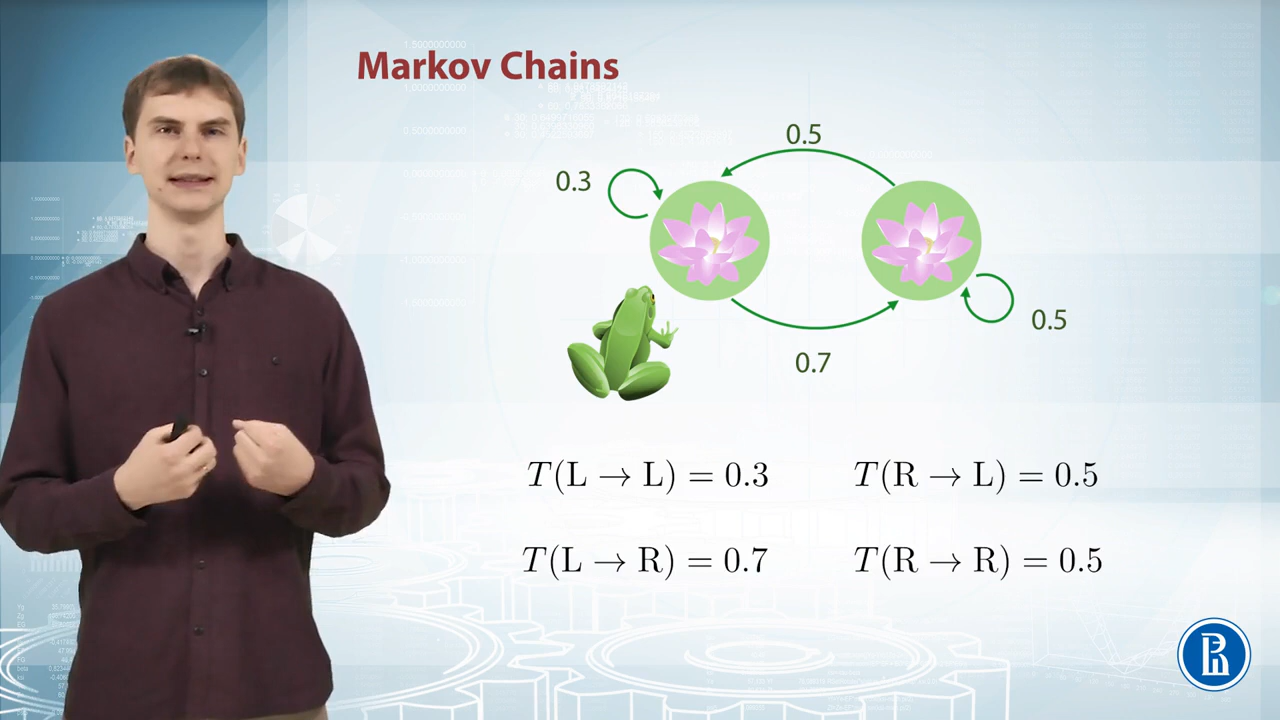 Markov Chains
0.5
0.3
0.5
0.7
T(L → L) = 0.3
T(R → L) = 0.5
T(L → R) = 0.7
T(R → R) = 0.5